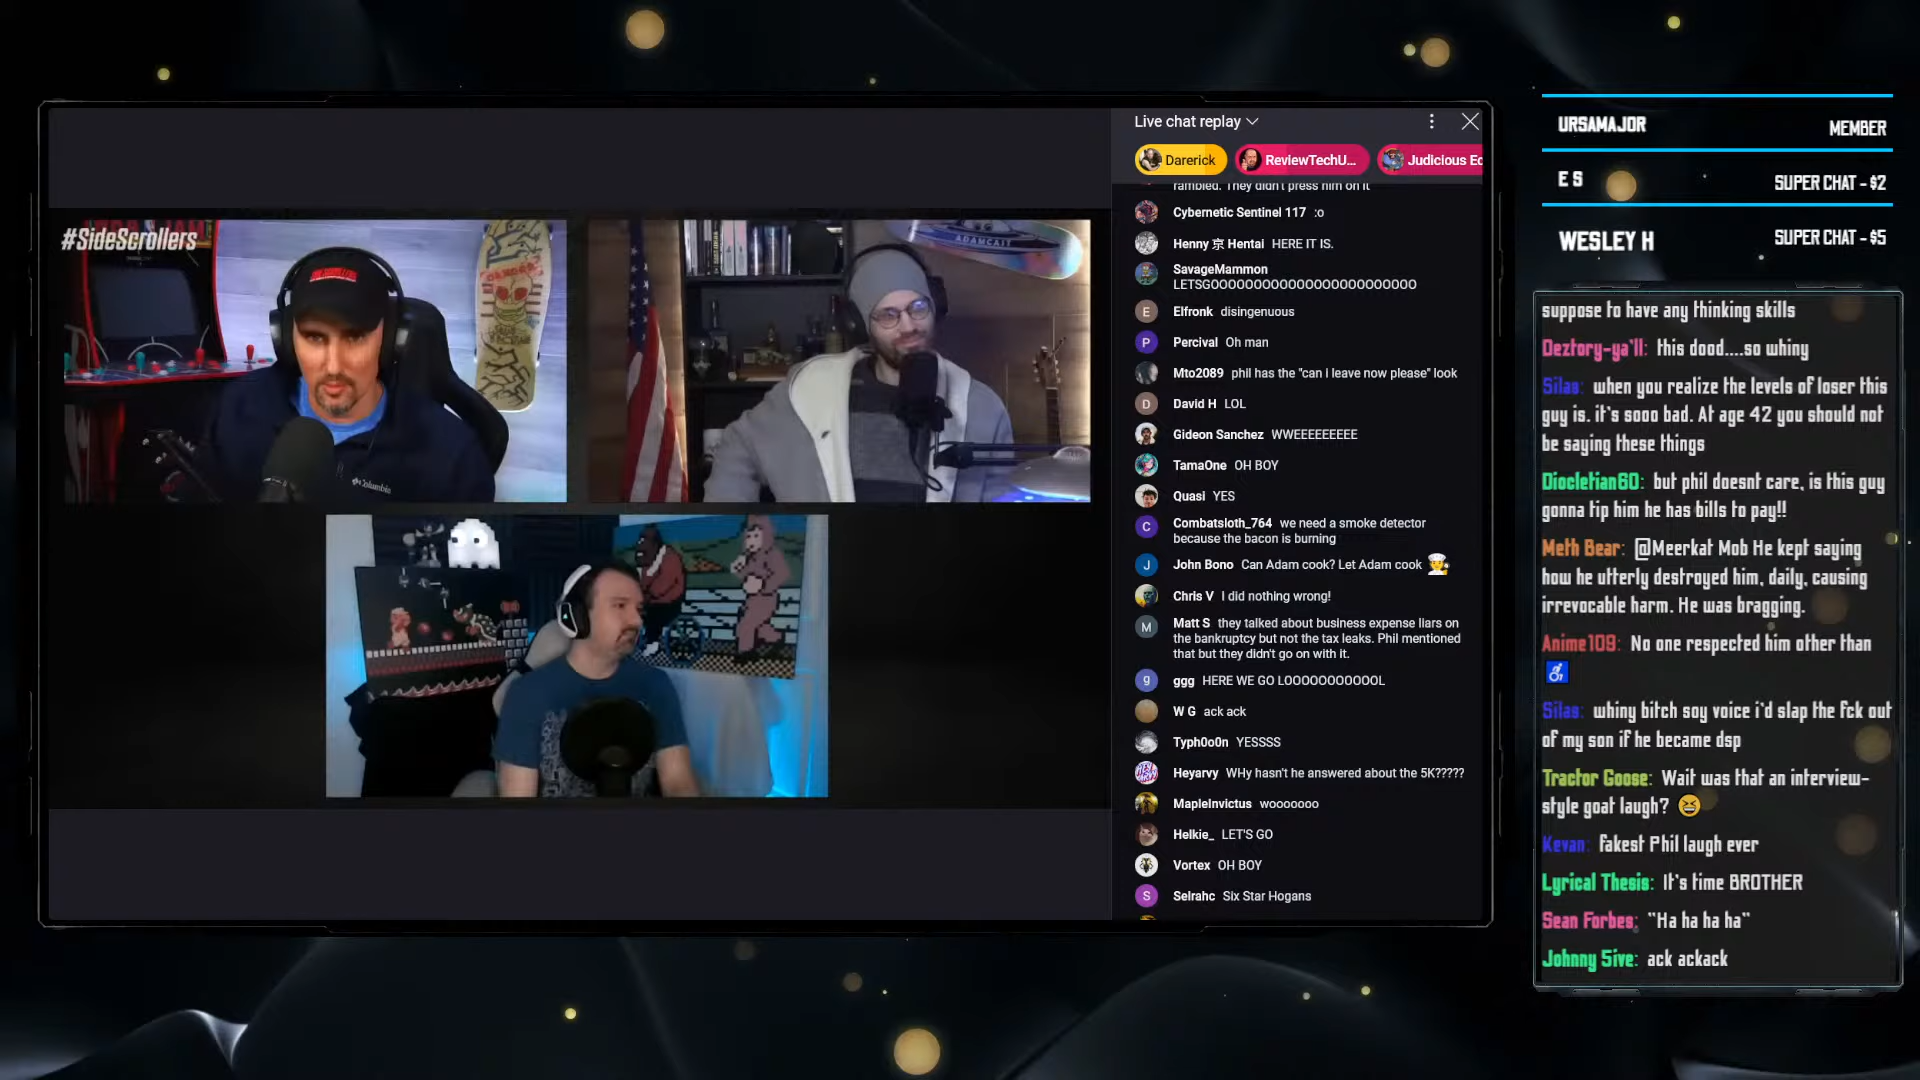 #SideScrollers
ADAMCAIT
Columbia
Live chat replay
Darerick
ReviewTechU...
Judicious Ec
rambled. They didn't press him on it
Cybernetic Sentinel 117 :o
Henny 京 Hentai HERE IT IS.
SavageMammon
LETSGOOOOOOOOOOOOOOOOOOOOOOOO
Elfronk disingenuous
Percival Oh man
Mto2089 phil has the "can i leave now please" look
David H LOL
Gideon Sanchez WWEEEEEEEEE
TamaOne OH BOY
Quasi YES
Combatsloth_764 we need a smoke detector
because the bacon is burning
John Bono Can Adam cook? Let Adam cook
Chris V I did nothing wrong!
Matt S they talked about business expense liars on
the bankruptcy but not the tax leaks. Phil mentioned
that but they didn't go on with it.
ggg HERE WE GO LOOOOOOOOOOOL
W G ack ack
Typh0o0n YESSSS
Heyarvy WHy hasn't he answered about the 5K?????
MapleInvictus wooooooo
Helkie_ LET'S GO
Vortex OH BOY
Selrahc Six Star Hogans
URSAMAJOR MEMBER
E S SUPER CHAT - $2
WESLEY H SUPER CHAT - $5
suppose to have any thinking skills
Deztory-ya'll: this dood....so whiny
Silas: when you realize the levels of loser this
guy is. it's sooo bad. At age 42 you should not
be saying these things
Diocletian60: but phil doesnt care, is this guy
gonna tip him he has bills to pay!!
Meth Bear: @Meerkat Mob He kept saying
how he utterly destroyed him, daily, causing
irrevocable harm. He was bragging.
Anime109: No one respected him other than
Silas: whiny bitch soy voice i'd slap the fck out
of my son if he became dsp
Tractor Goose: Wait was that an interview-
style goat laugh?
Kevan: fakest Phil laugh ever
Lyrical Thesis: It's time BROTHER
Sean Forbes: "Ha ha ha ha"
Johnny 5ive: ack ackack